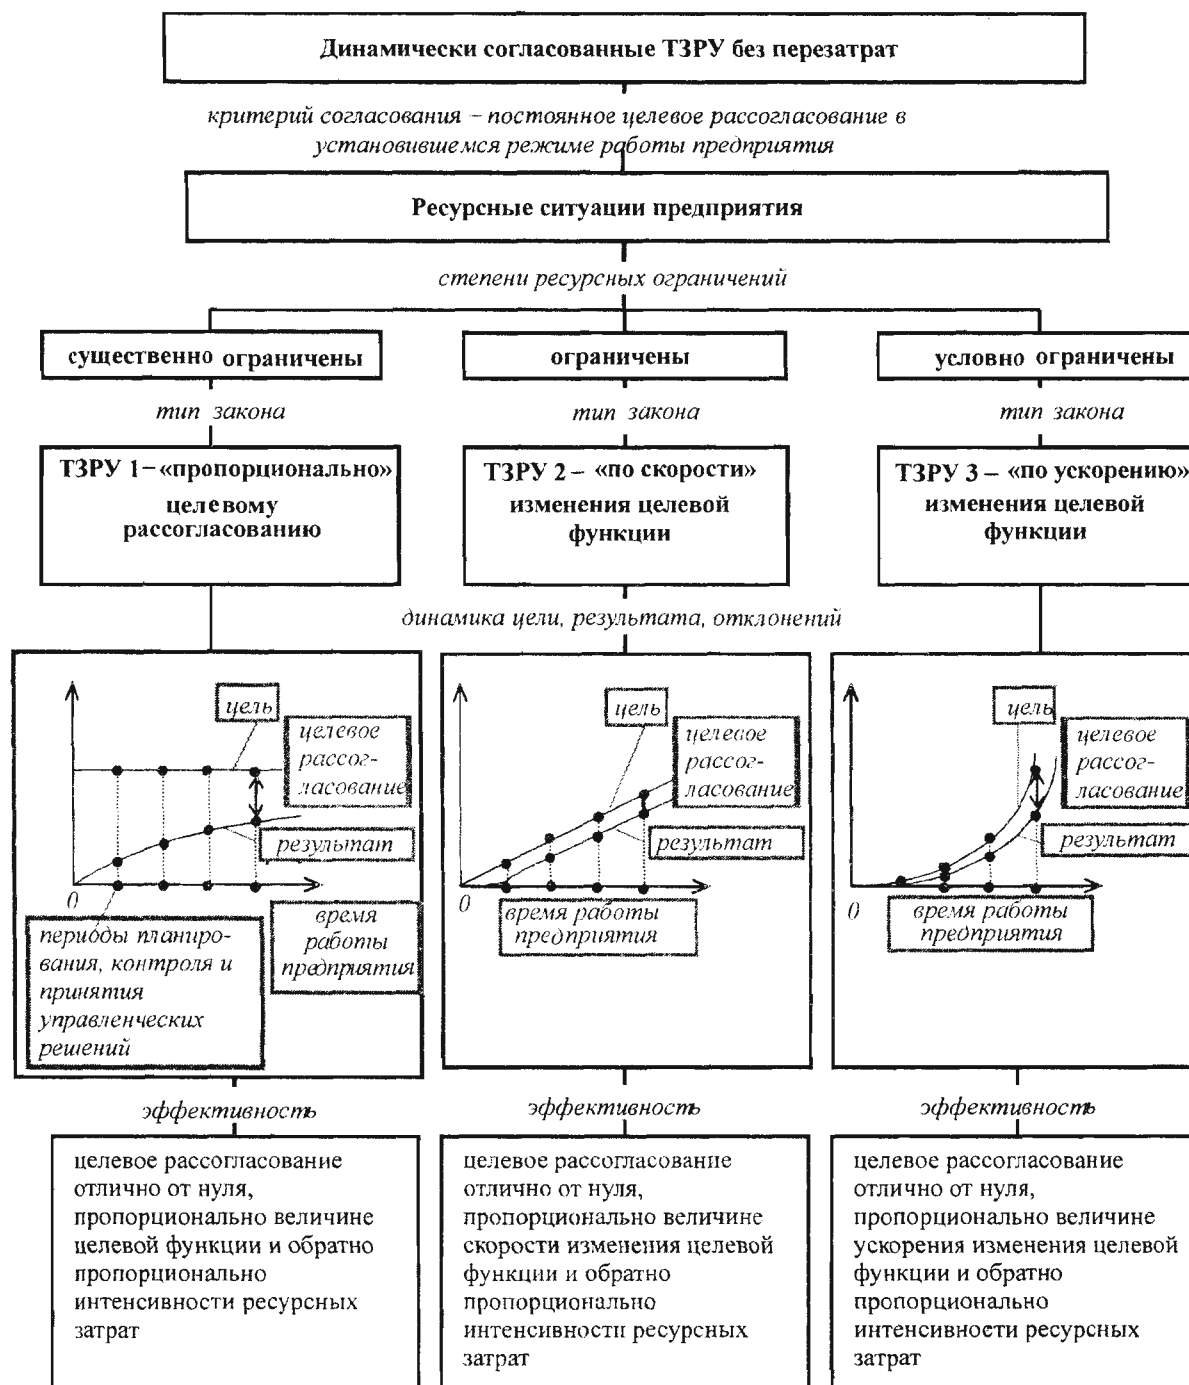 Динамически согласованные ТЗРУ без перезатрат
критерий согласования – постоянное целевое рассогласование в
установившемся режиме работы предприятия
Ресурсные ситуации предприятия
степени ресурсных ограничений
существенно ограничены
ограничены
условно ограничены
тип закона
тип закона
тип закона
ТЗРУ 1 – «пропорционально»
целевому
рассогласованию
ТЗРУ 2 – «по скорости»
изменения целевой
функции
ТЗРУ 3 – «по ускорению»
изменения целевой
функции
динамика цели, результата, отклонений
цель
целевое
рассог-
ласование
результат
0
время
работы
предприятия
периоды планиро-
вания, контроля и
принятия
управленческих
решений
цель
целевое
рассог-
ласование
результат
0
время работы
предприятия
цель
целевое
рассог-
ласование
результат
0
время работы
предприятия
эффективность
эффективность
эффективность
целевое рассогласование
отлично от нуля,
пропорционально величине
целевой функции и обратно
пропорционально
интенсивности ресурсных
затрат
целевое рассогласование
отлично от нуля,
пропорционально величине
скорости изменения целевой
функции и обратно
пропорционально
интенсивности ресурсных
затрат
целевое рассогласование
отлично от нуля,
пропорционально величине
ускорения изменения целевой
функции и обратно
пропорционально
интенсивности ресурсных
затрат